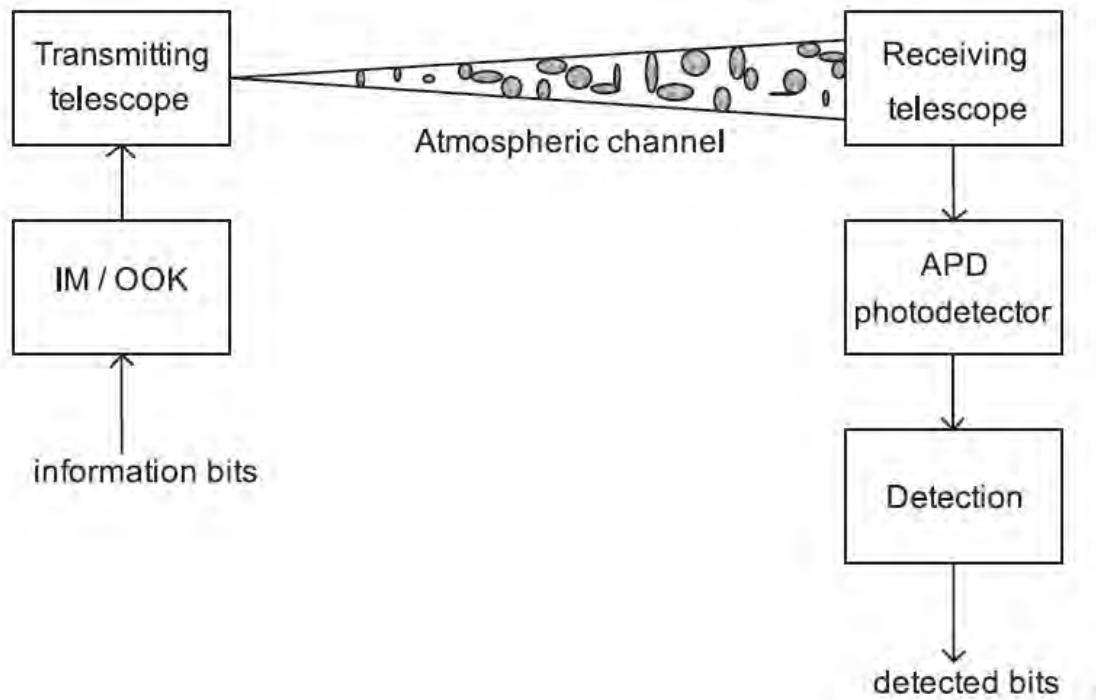 Transmitting
telescope
Atmospheric channel
Receiving
telescope
IM / OOK
APD
photodetector
information bits
Detection
detected bits